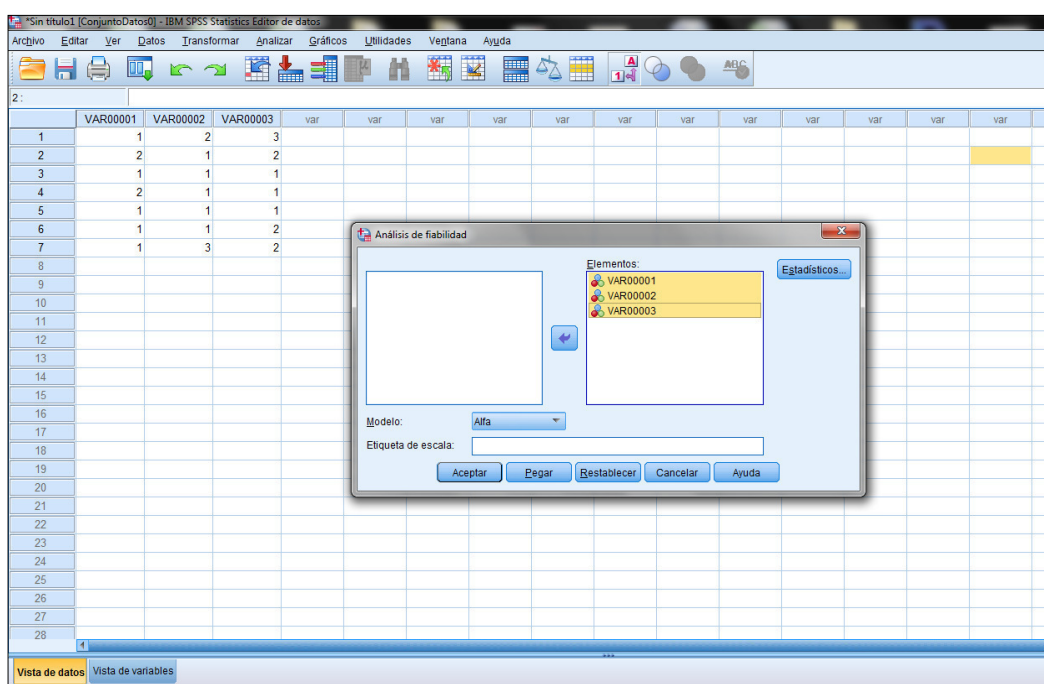 *Sin título1 [ConjuntoDatos0] - IBM SPSS Statistics Editor de datos
Archivo Editar Ver Datos Transformar Analizar Gráficos Utilidades Ventana Ayuda
2 :
VAR00001 VAR00002 VAR00003 var var var var var var var var var var var var
1 1 2 3
2 2 1 2
3 1 1 1
4 2 1 1
5 1 1 1
6 1 1 2
7 1 3 2
8
9
10
11
12
13
14
15
16
17
18
19
20
21
22
23
24
25
26
27
28
Análisis de fiabilidad
Elementos:
Estadísticos...
VAR00001
VAR00002
VAR00003
Modelo: Alfa
Etiqueta de escala:
Aceptar Pegar Restablecer Cancelar Ayuda
Vista de datos Vista de variables